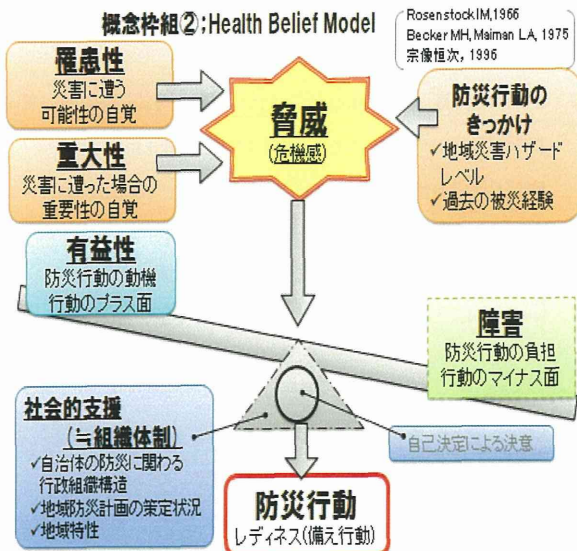 概念枠組②;Health Belief Model
Rosenstock IM,1966
Becker MH, Maiman LA, 1975
宗像恒次, 1996
罹患性
災害に遭う
可能性の自覚
重大性
災害に遭った場合の
重要性の自覚
脅威
(危機感)
防災行動の
きっかけ
✓地域災害ハザード
レベル
✓過去の被災経験
有益性
防災行動の動機
行動のプラス面
障害
防災行動の負担
行動のマイナス面
社会的支援
(≒組織体制)
✓自治体の防災に関わる
行政組織構造
✓地域防災計画の策定状況
✓地域特性
自己決定による決意
防災行動
レディネス((備え行動)